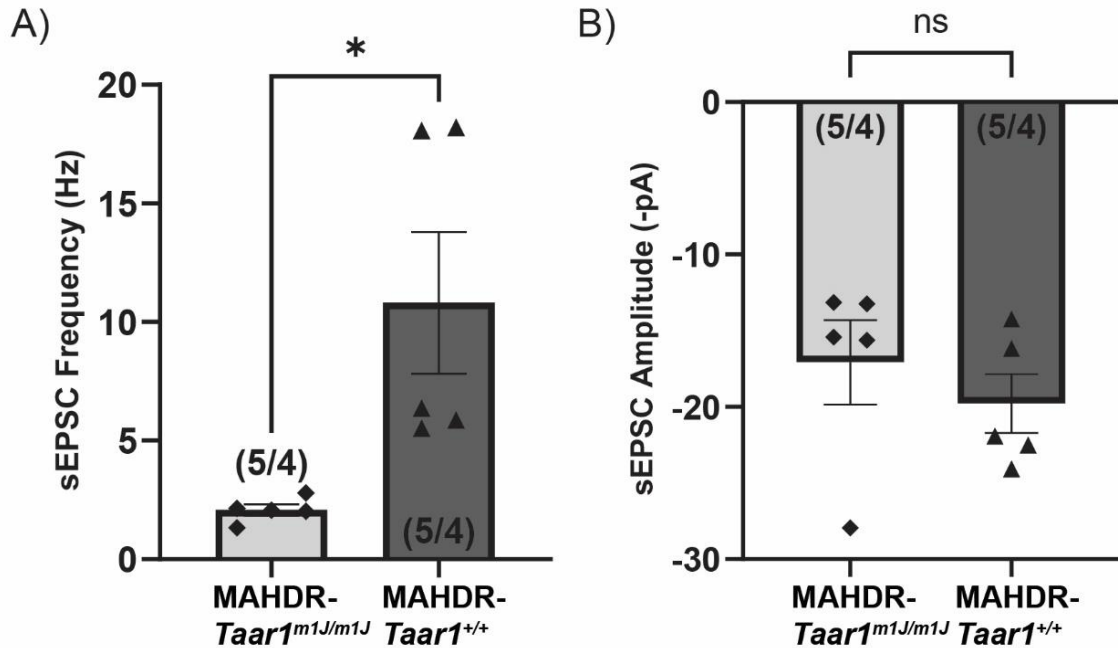 A)
*
sEPSC Frequency (Hz)
20
15
10
5
0
(5/4)
(5/4)
MAHDR-
Taar1m1J/m1J
MAHDR-
Taar1+/+
B)
ns
sEPSC Amplitude (-pA)
0
-10
-20
-30
(5/4)
(5/4)
MAHDR-
Taar1m1J/m1J
MAHDR-
Taar1+/+